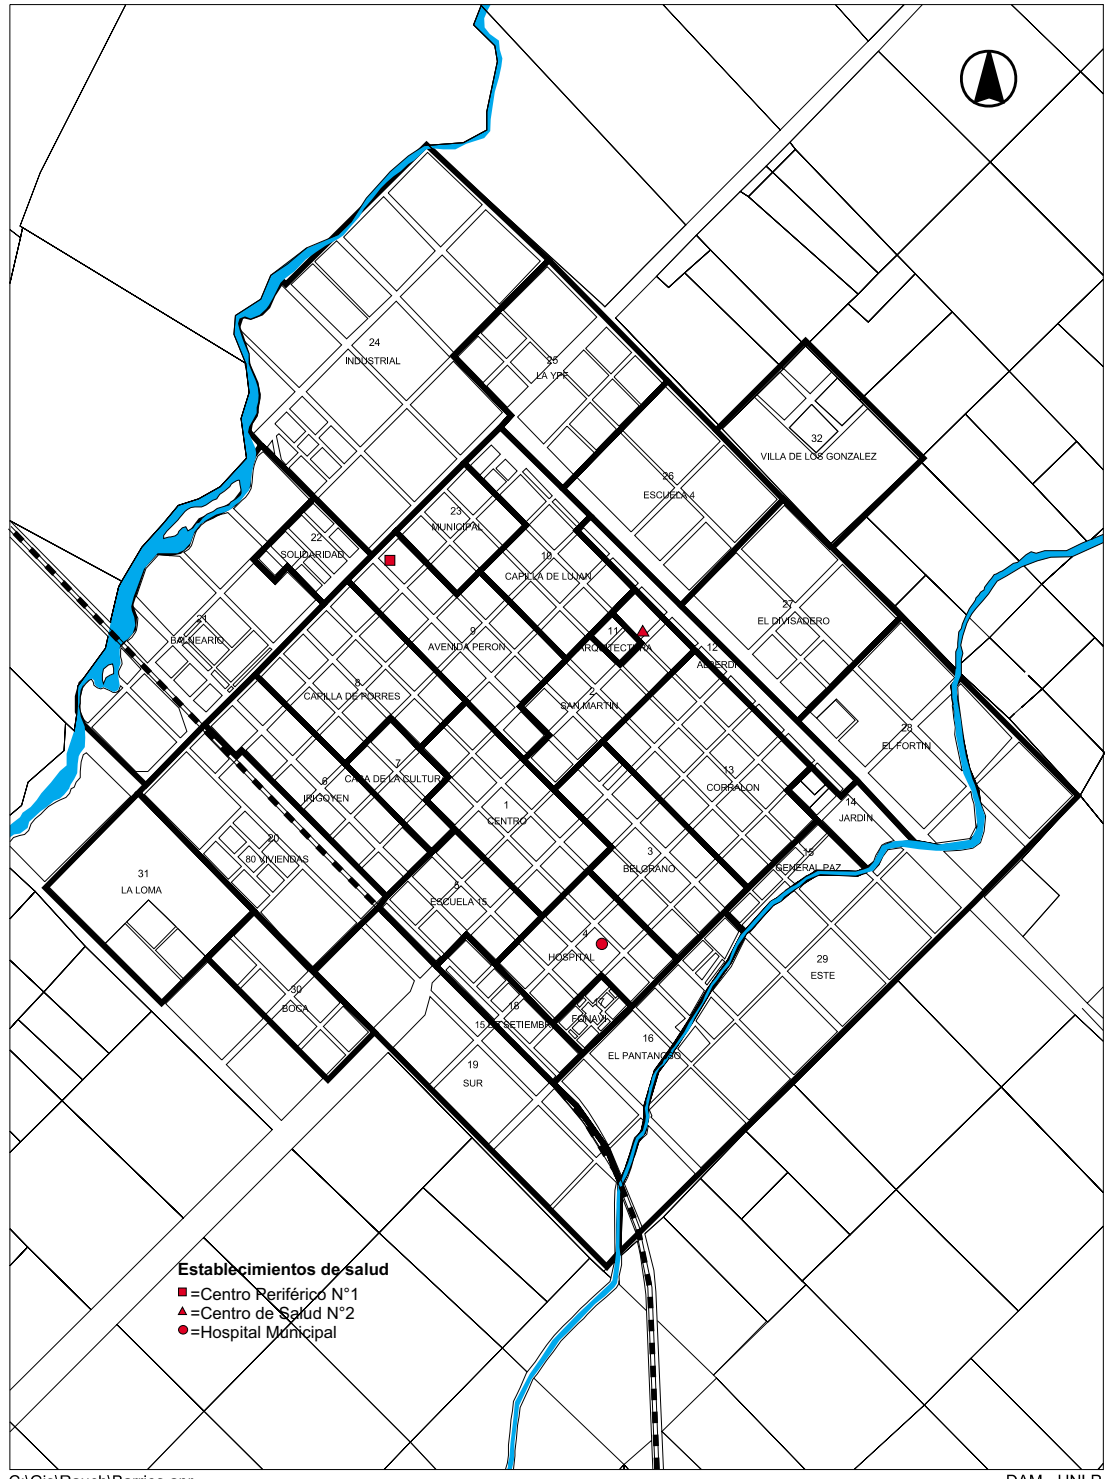 24
INDUSTRIAL
25
LA YPF
32
VILLA DE LOS GONZALEZ
26
ESCUELA 4
23
MUNICIPAL
22
SOLIDARIDAD
10
CAPILLA DE LUJAN
27
EL DIVISADERO
21
BALNEARIO
9
AVENIDA PERON
11
ARQUITECTURA
12
ALBERDI
8
CAPILLA DE PORRES
2
SAN MARTIN
28
EL FORTIN
7
CASA DE LA CULTURA
6
IRIGOYEN
13
CORRALON
1
CENTRO
14
JARDIN
20
80 VIVIENDAS
3
BELGRANO
15
GENERAL PAZ
31
LA LOMA
5
ESCUELA 15
4
HOSPITAL
29
ESTE
30
BOCA
18
15 DE SETIEMBRE
17
FONAVI
16
EL PANTANOSO
19
SUR
Establecimientos de salud
=Centro Periférico N°1
=Centro de Salud N°2
=Hospital Municipal